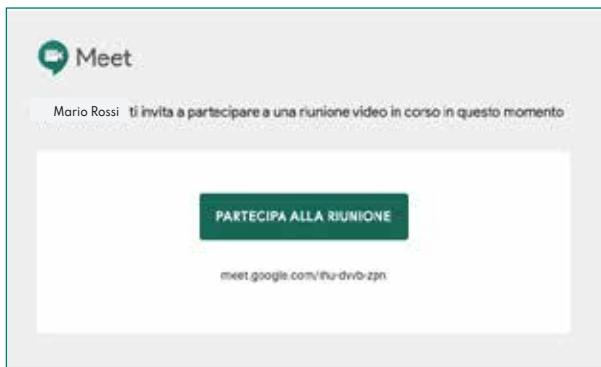 Meet
Mario Rossi ti invita a partecipare a una riunione video in corso in questo momento
PARTECIPA ALLA RIUNIONE
meet.google.com/ihu-dvvb-zpn